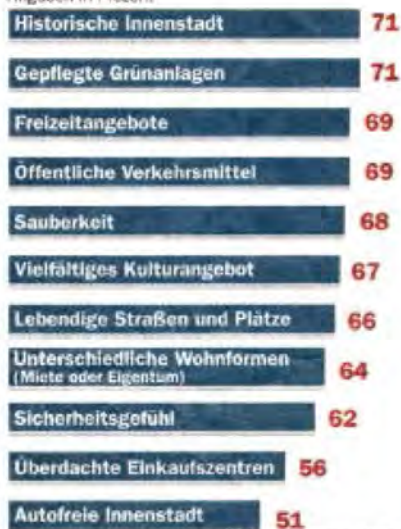 Historische Innenstadt 71
Gepflegte Grünanlagen 71
Freizeitangebote 69
Öffentliche Verkehrsmittel 69
Sauberkeit 68
Vielfältiges Kulturangebot 67
Lebendige Straßen und Plätze 66
Unterschiedliche Wohnformen
(Miete oder Eigentum) 64
Sicherheitsgefühl 62
Überdachte Einkaufszentren 56
Autofreie Innenstadt 51